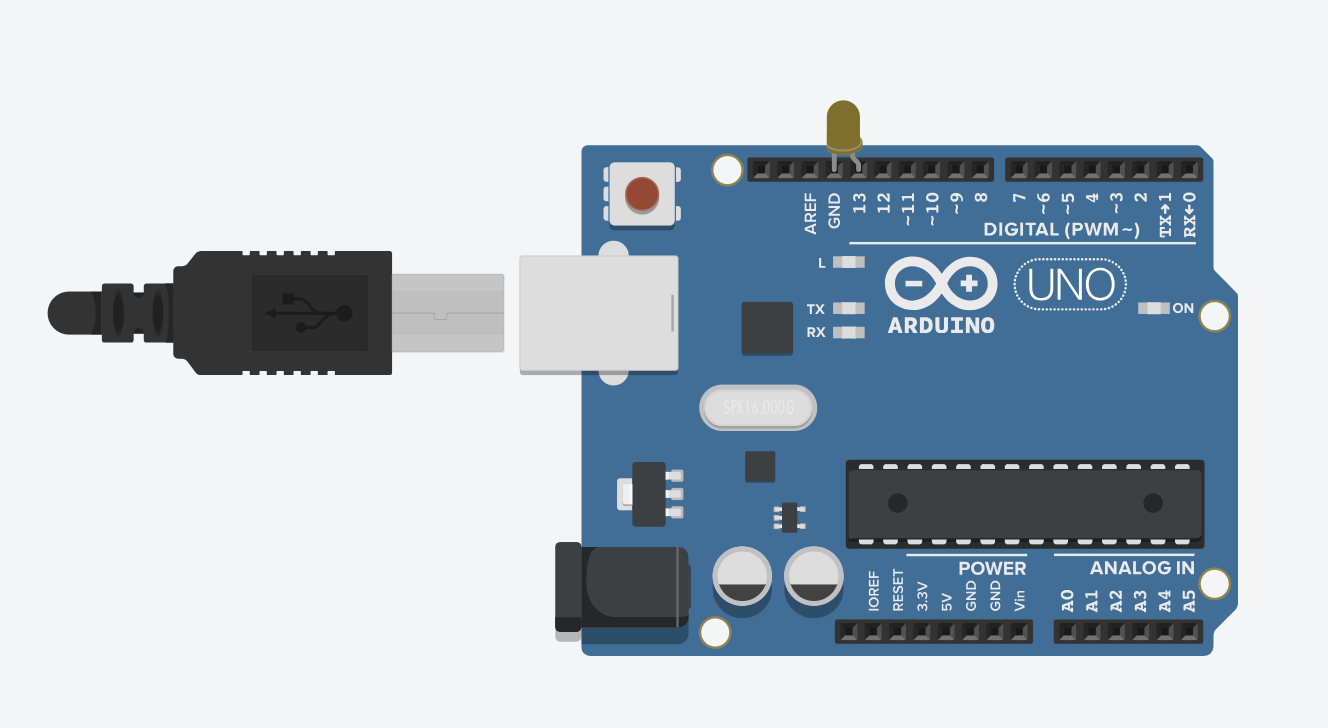 AREF
GND
13
12
~11
~10
~9
8
7
~6
~5
4
~3
2
TX→1
RX←0
DIGITAL (PWM~)
L
TX
RX
ARDUINO
UNO
ON
SPK16.000G
POWER
ANALOG IN
IOREF
RESET
3.3V
5V
GND
GND
Vin
A0
A1
A2
A3
A4
A5